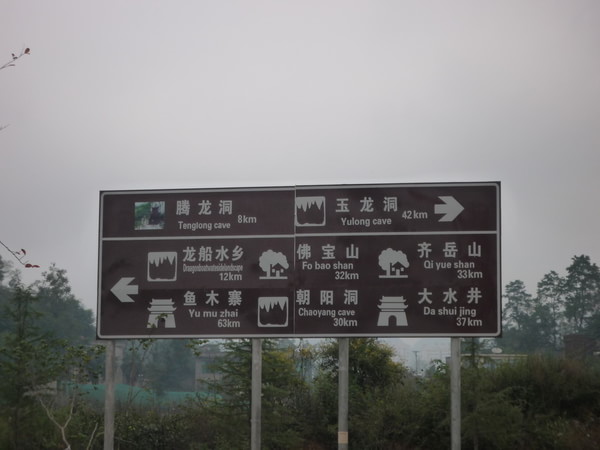 腾龙洞
Tenglong cave 8km
玉龙洞
Yulong cave 42km
龙船水乡
12km
佛宝山
Fo bao shan
32km
齐岳山
Qi yue shan
33km
鱼木寨
Yu mu zhai
63km
朝阳洞
Chaoyang cave
30km
大水井
Da shui jing
37km